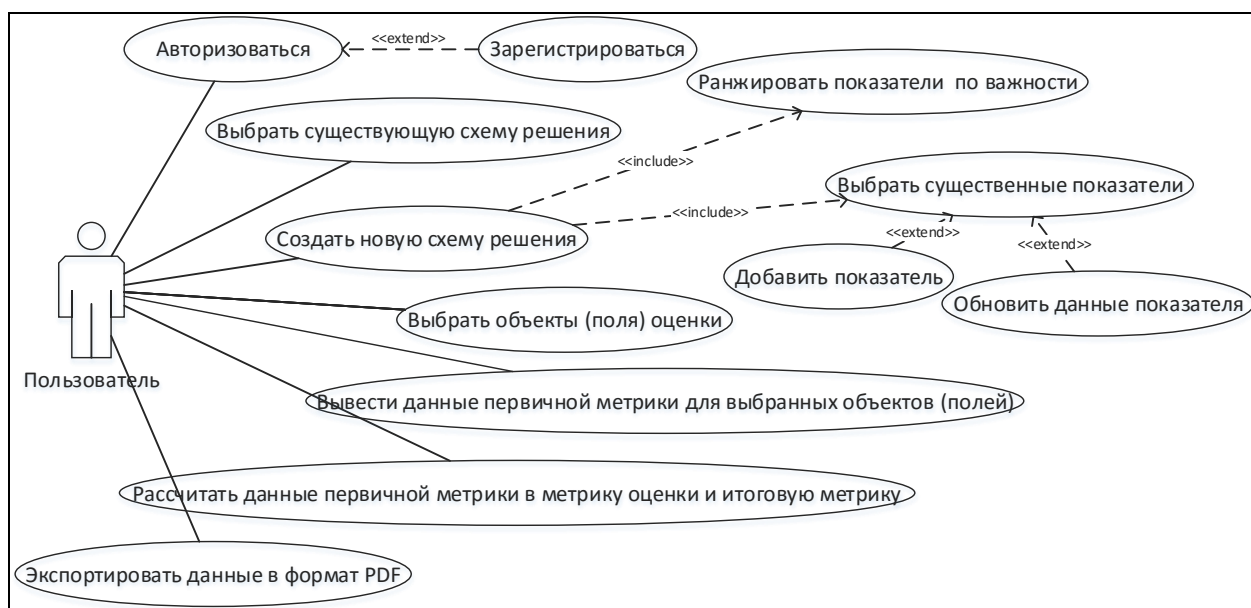 Авторизоваться
<<extend>>
Зарегистрироваться
Ранжировать показатели по важности
Выбрать существующую схему решения
<<include>>
Выбрать существенные показатели
<<include>>
Создать новую схему решения
<<extend>>
<<extend>>
Добавить показатель
Обновить данные показателя
Выбрать объекты (поля) оценки
Пользователь
Вывести данные первичной метрики для выбранных объектов (полей)
Рассчитать данные первичной метрики в метрику оценки и итоговую метрику
Экспортировать данные в формат PDF